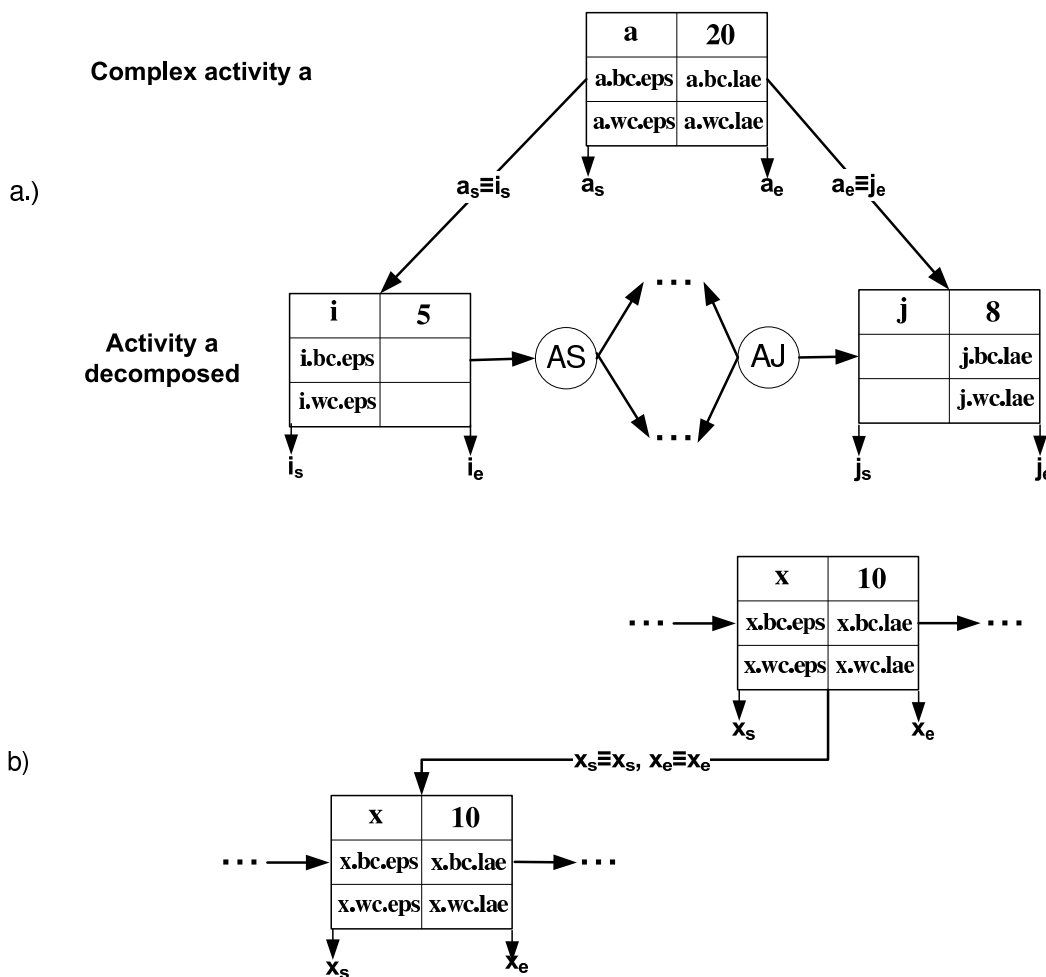 a 20
Complex activity a
a.bc.eps a.bc.lae
a.wc.eps a.wc.lae
a.)
aₛ≡iₛ aₛ aₑ aₑ≡jₑ
i 5 ... j 8
Activity a
decomposed
i.bc.eps AS AJ j.bc.lae
i.wc.eps j.wc.lae
...
iₛ iₑ jₛ jₑ
x 10
... x.bc.eps x.bc.lae ...
x.wc.eps x.wc.lae
xₛ xₑ
b)
xₛ≡xₛ, xₑ≡xₑ
x 10
... x.bc.eps x.bc.lae ...
x.wc.eps x.wc.lae
xₛ xₑ